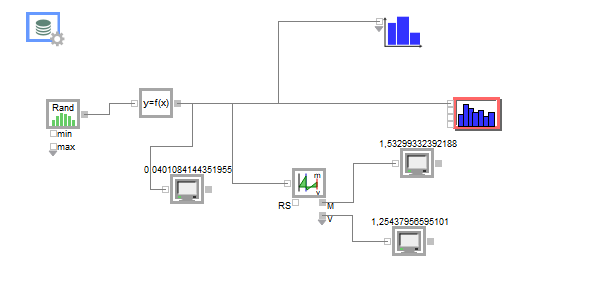 Rand
y=f(x)
min
max
1,53299332392188
0.0401084144351955
m
v
RS
M
V
1,25437956595101